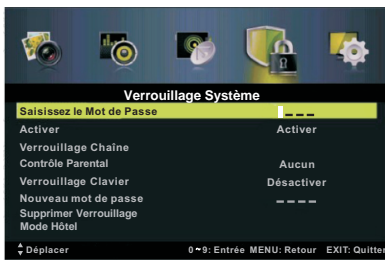 Verrouillage Système
Saisissez le Mot de Passe _ _ _
Activer Activer
Verrouillage Chaîne
Contrôle Parental Aucun
Verrouillage Clavier Désactiver
Nouveau mot de passe _ _ _ _
Supprimer Verrouillage
Mode Hôtel
Déplacer 0~9: Entrée MENU: Retour EXIT: Quitter